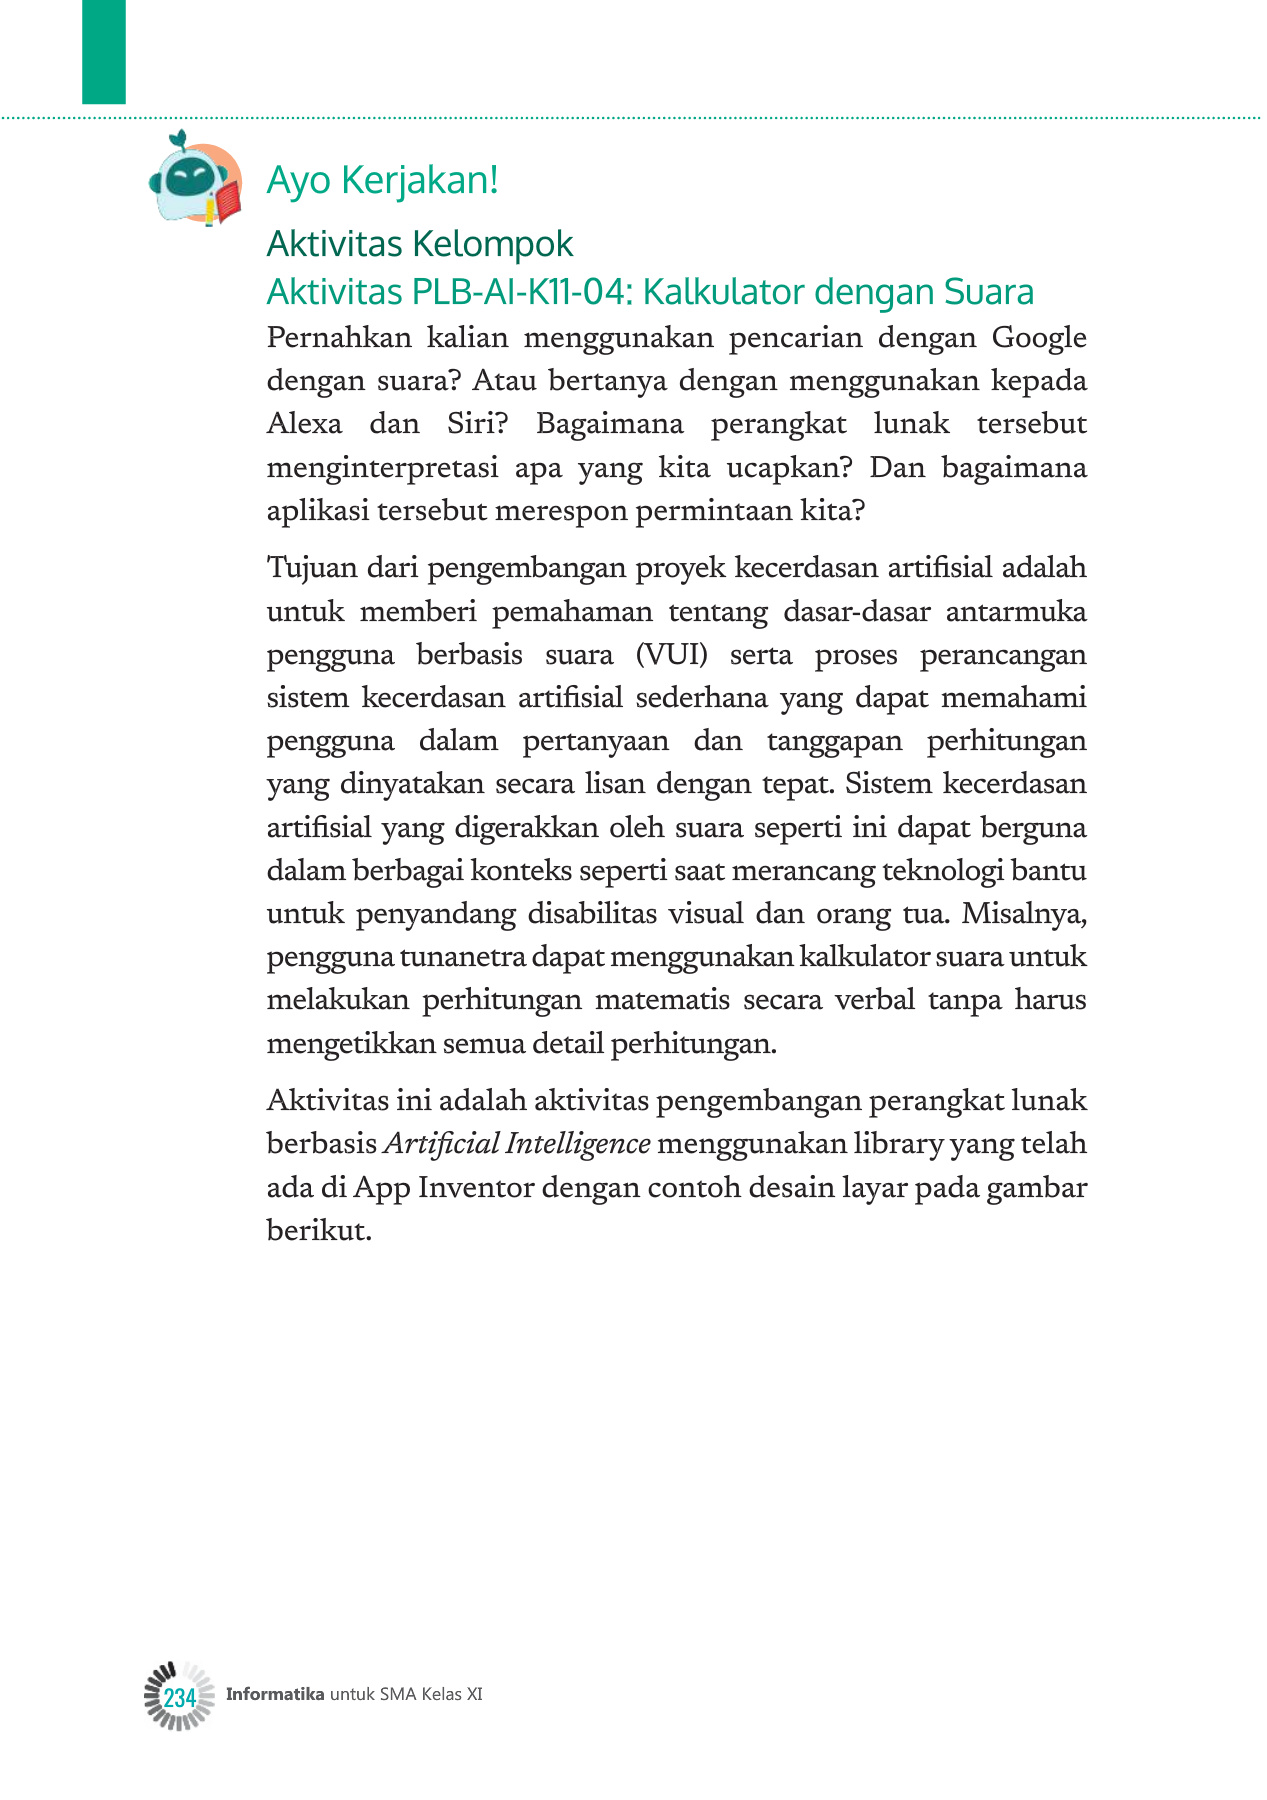 Ayo Kerjakan!
Aktivitas Kelompok
Aktivitas PLB-AI-K11-04: Kalkulator dengan Suara
Pernahkan kalian menggunakan pencarian dengan Google
dengan suara? Atau bertanya dengan menggunakan kepada
Alexa dan Siri? Bagaimana perangkat lunak tersebut
menginterpretasi apa yang kita ucapkan? Dan bagaimana
aplikasi tersebut merespon permintaan kita?
Tujuan dari pengembangan proyek kecerdasan artifisial adalah
untuk memberi pemahaman tentang dasar-dasar antarmuka
pengguna berbasis suara (VUI) serta proses perancangan
sistem kecerdasan artifisial sederhana yang dapat memahami
pengguna dalam pertanyaan dan tanggapan perhitungan
yang dinyatakan secara lisan dengan tepat. Sistem kecerdasan
artifisial yang digerakkan oleh suara seperti ini dapat berguna
dalam berbagai konteks seperti saat merancang teknologi bantu
untuk penyandang disabilitas visual dan orang tua. Misalnya,
pengguna tunanetra dapat menggunakan kalkulator suara untuk
melakukan perhitungan matematis secara verbal tanpa harus
mengetikkan semua detail perhitungan.
Aktivitas ini adalah aktivitas pengembangan perangkat lunak
berbasis Artificial Intelligence menggunakan library yang telah
ada di App Inventor dengan contoh desain layar pada gambar
berikut.
234 Informatika untuk SMA Kelas XI